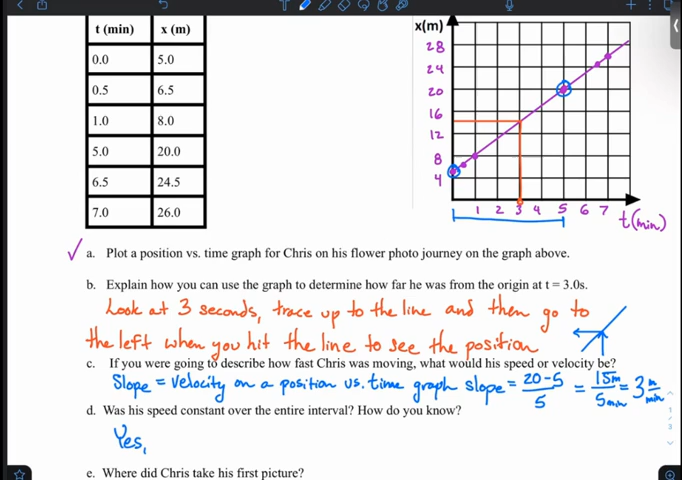 t (min) x (m)
0.0 5.0
0.5 6.5
1.0 8.0
5.0 20.0
6.5 24.5
7.0 26.0
x(m)
28
24
20
16
12
8
4
1 2 3 4 5 6 7 t(min)
a. Plot a position vs. time graph for Chris on his flower photo journey on the graph above.
b. Explain how you can use the graph to determine how far he was from the origin at t = 3.0s.
Look at 3 seconds, trace up to the line and then go to
the left when you hit the line to see the position
c. If you were going to describe how fast Chris was moving, what would his speed or velocity be?
Slope = velocity on a position vs. time graph slope = 20-5/5 = 15m/5min = 3 m/min
d. Was his speed constant over the entire interval? How do you know?
Yes,
e. Where did Chris take his first picture?